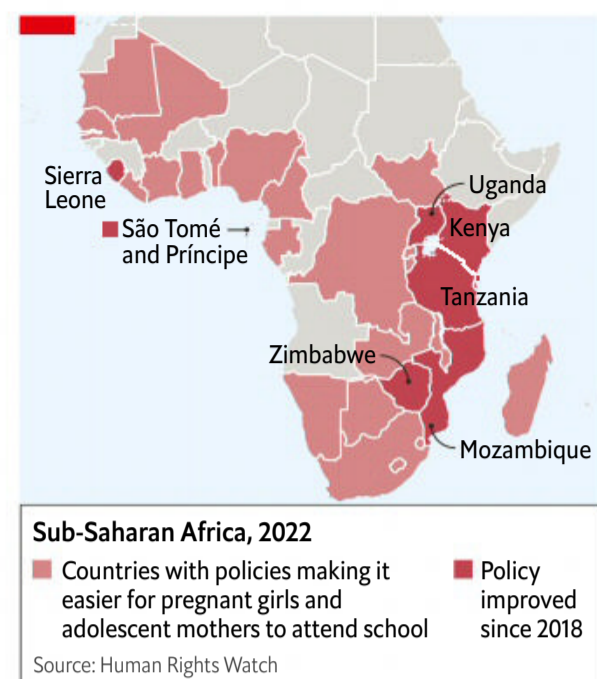 Sierra
Leone
São Tomé
and Príncipe
Uganda
Kenya
Tanzania
Zimbabwe
Mozambique
Sub-Saharan Africa, 2022
Countries with policies making it
easier for pregnant girls and
adolescent mothers to attend school
Policy
improved
since 2018
Source: Human Rights Watch